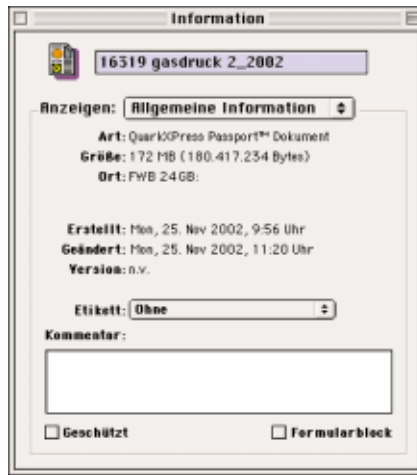 Information
16319 gasdruck 2_2002
Anzeigen: Allgemeine Information
Art: QuarkXPress Passport™ Dokument
Größe: 172 MB (180.417.234 Bytes)
Ort: FWB 24GB:
Erstellt: Mon, 25. Nov 2002, 9:56 Uhr
Geändert: Mon, 25. Nov 2002, 11:20 Uhr
Version: n.v.
Etikett: Ohne
Kommentar:
Geschützt Formularblock